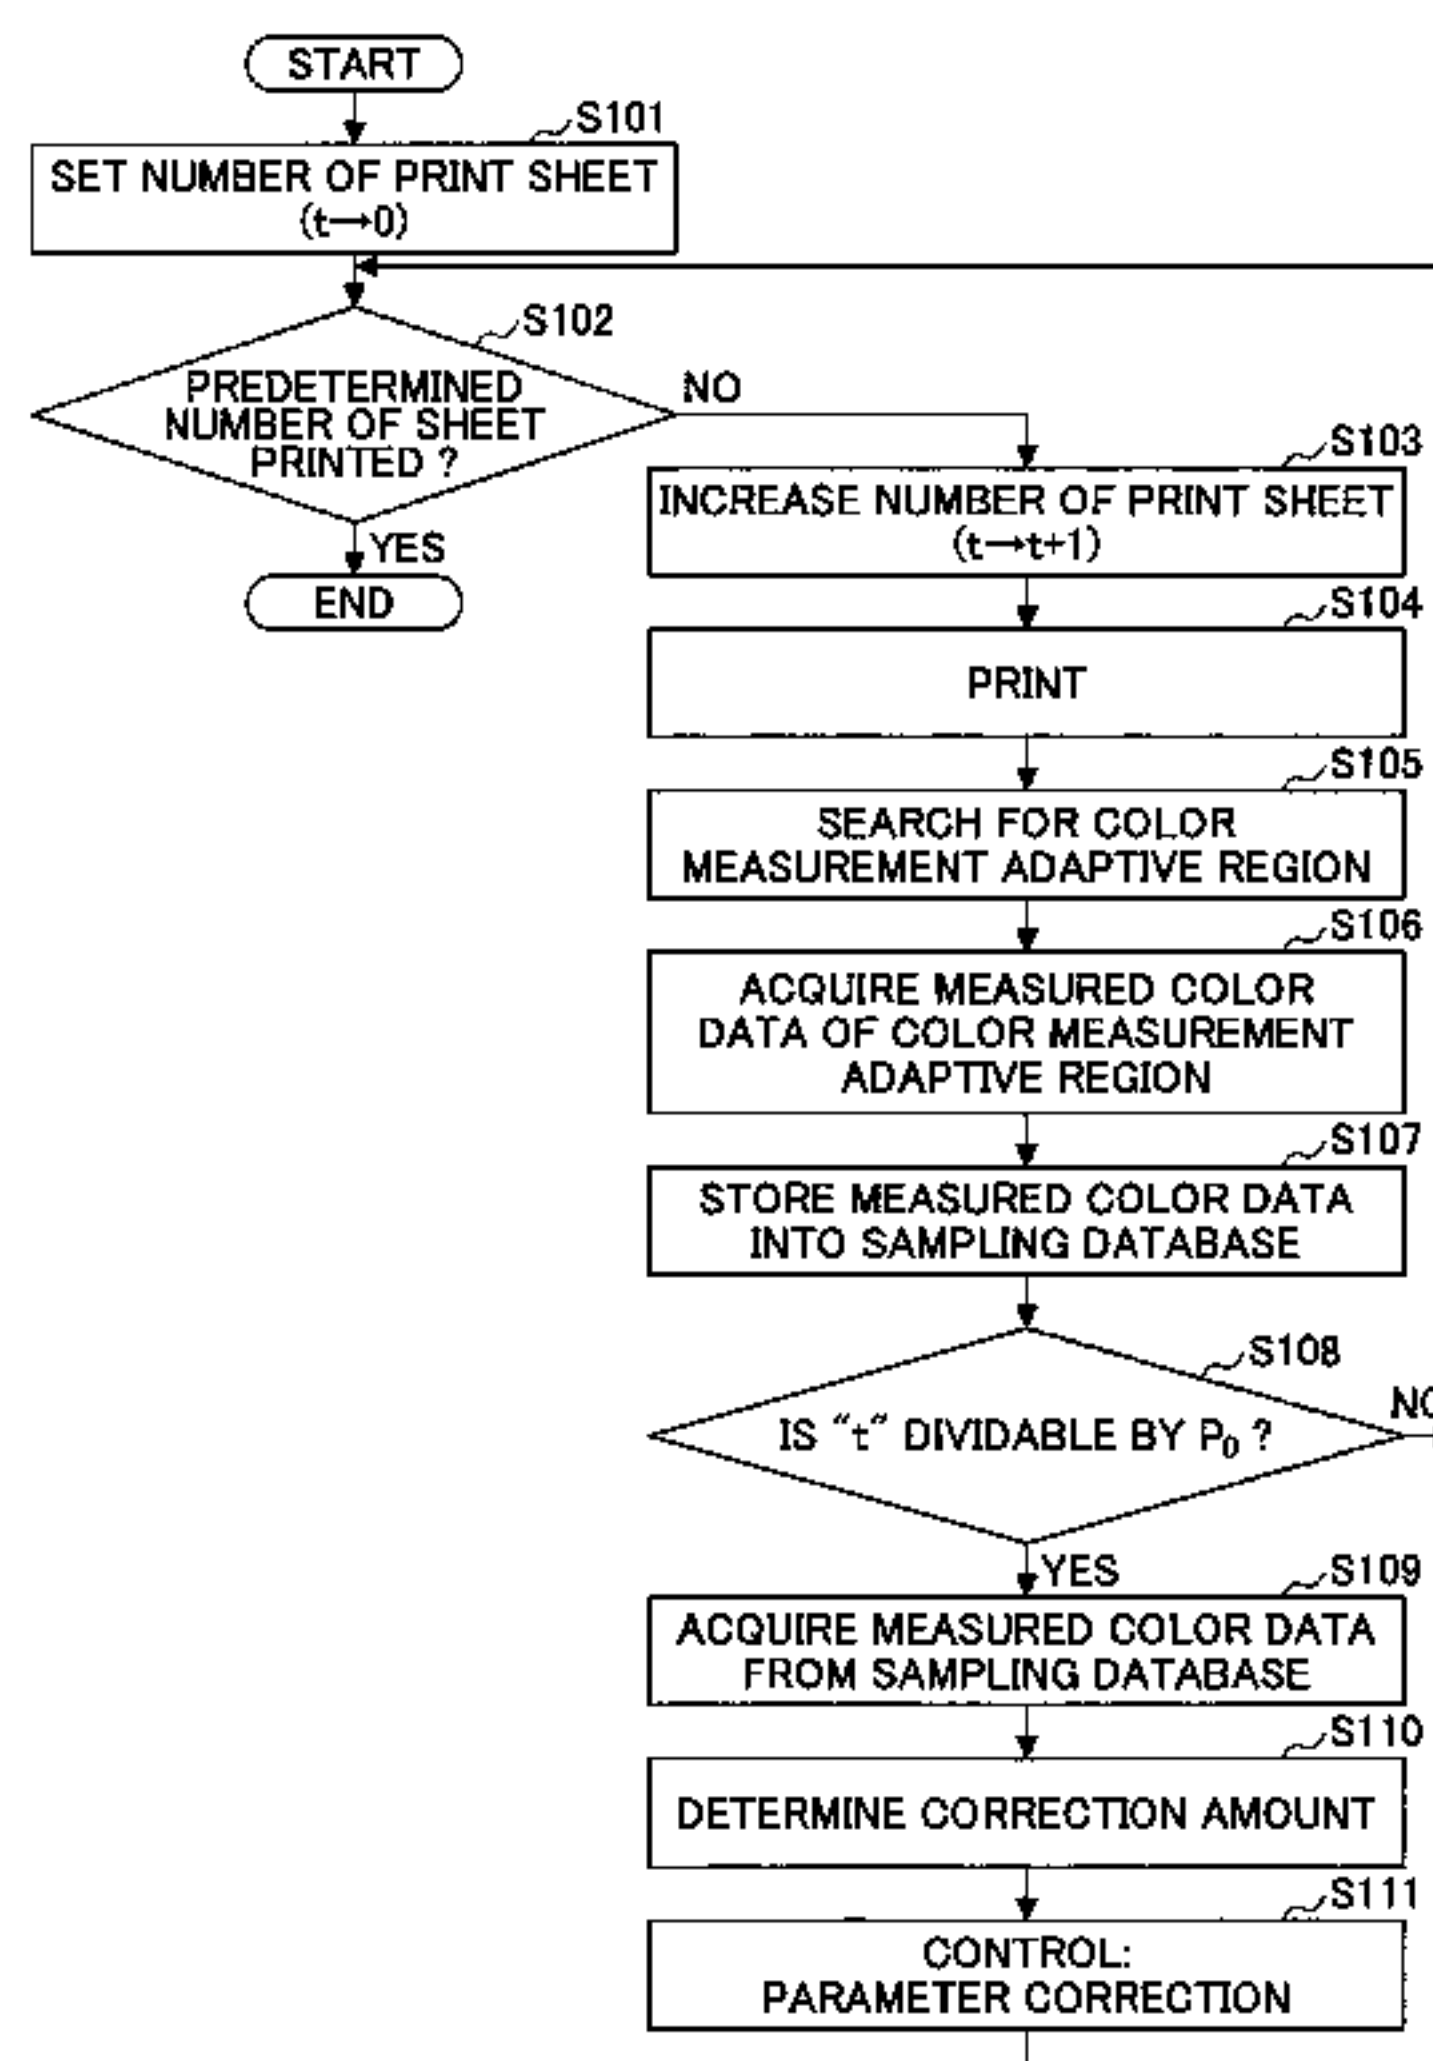 START
S101
SET NUMBER OF PRINT SHEET
(t→0)
S102
PREDETERMINED
NUMBER OF SHEET
PRINTED ?
NO
YES
END
S103
INCREASE NUMBER OF PRINT SHEET
(t→t+1)
S104
PRINT
S105
SEARCH FOR COLOR
MEASUREMENT ADAPTIVE REGION
S106
ACQUIRE MEASURED COLOR
DATA OF COLOR MEASUREMENT
ADAPTIVE REGION
S107
STORE MEASURED COLOR DATA
INTO SAMPLING DATABASE
S108
IS “t” DIVIDABLE BY P₀ ?
NO
YES
S109
ACQUIRE MEASURED COLOR DATA
FROM SAMPLING DATABASE
S110
DETERMINE CORRECTION AMOUNT
S111
CONTROL:
PARAMETER CORRECTION